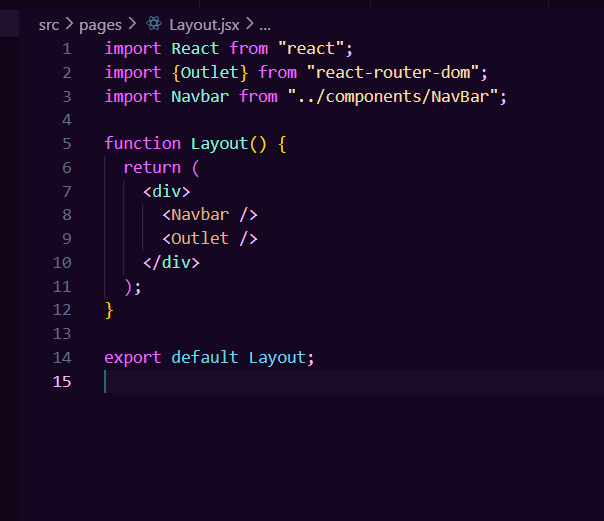 src > pages > Layout.jsx > ...
1 import React from "react";
2 import {Outlet} from "react-router-dom";
3 import Navbar from "../components/NavBar";
4
5 function Layout() {
6   return (
7     <div>
8       <Navbar />
9       <Outlet />
10     </div>
11   );
12 }
13
14 export default Layout;
15